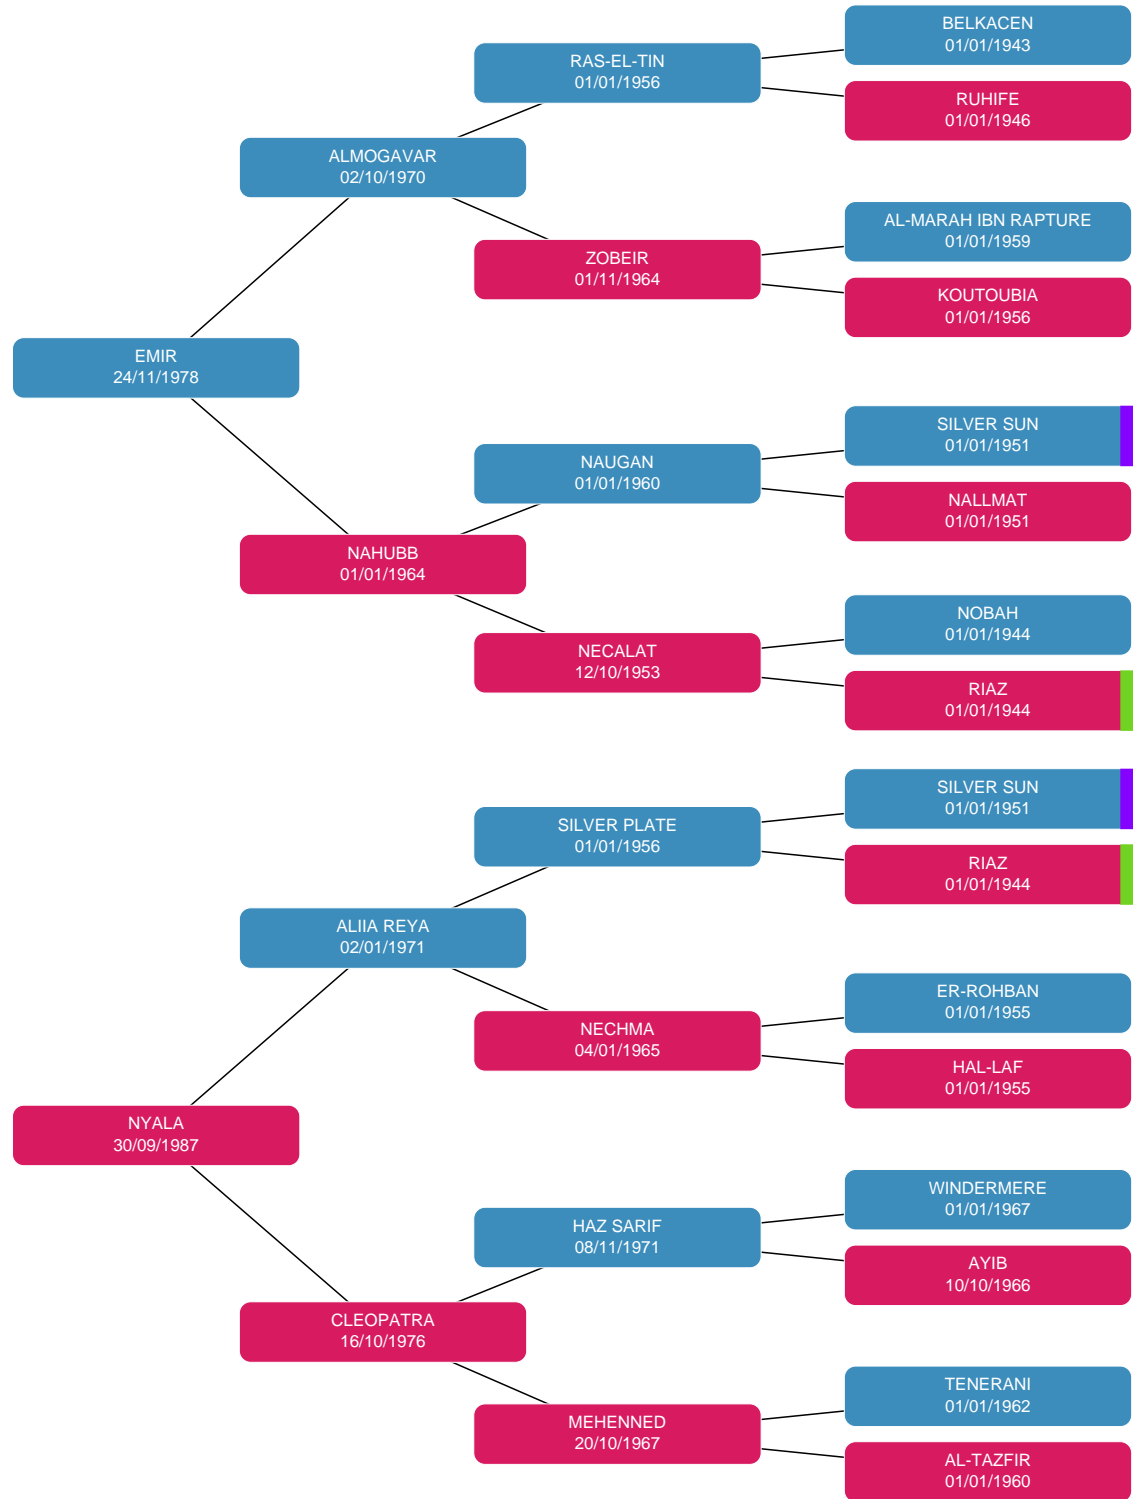 BELKACEN
01/01/1943
RAS-EL-TIN
01/01/1956
RUHIFE
01/01/1946
ALMOGAVAR
02/10/1970
AL-MARAH IBN RAPTURE
01/01/1959
ZOBEIR
01/11/1964
KOUTOUBIA
01/01/1956
EMIR
24/11/1978
SILVER SUN
01/01/1951
NAUGAN
01/01/1960
NALLMAT
01/01/1951
NAHUBB
01/01/1964
NOBAH
01/01/1944
NECALAT
12/10/1953
RIAZ
01/01/1944
SILVER SUN
01/01/1951
SILVER PLATE
01/01/1956
RIAZ
01/01/1944
ALIIA REYA
02/01/1971
ER-ROHBAN
01/01/1955
NECHMA
04/01/1965
HAL-LAF
01/01/1955
NYALA
30/09/1987
WINDERMERE
01/01/1967
HAZ SARIF
08/11/1971
AYIB
10/10/1966
CLEOPATRA
16/10/1976
TENERANI
01/01/1962
MEHENNED
20/10/1967
AL-TAZFIR
01/01/1960